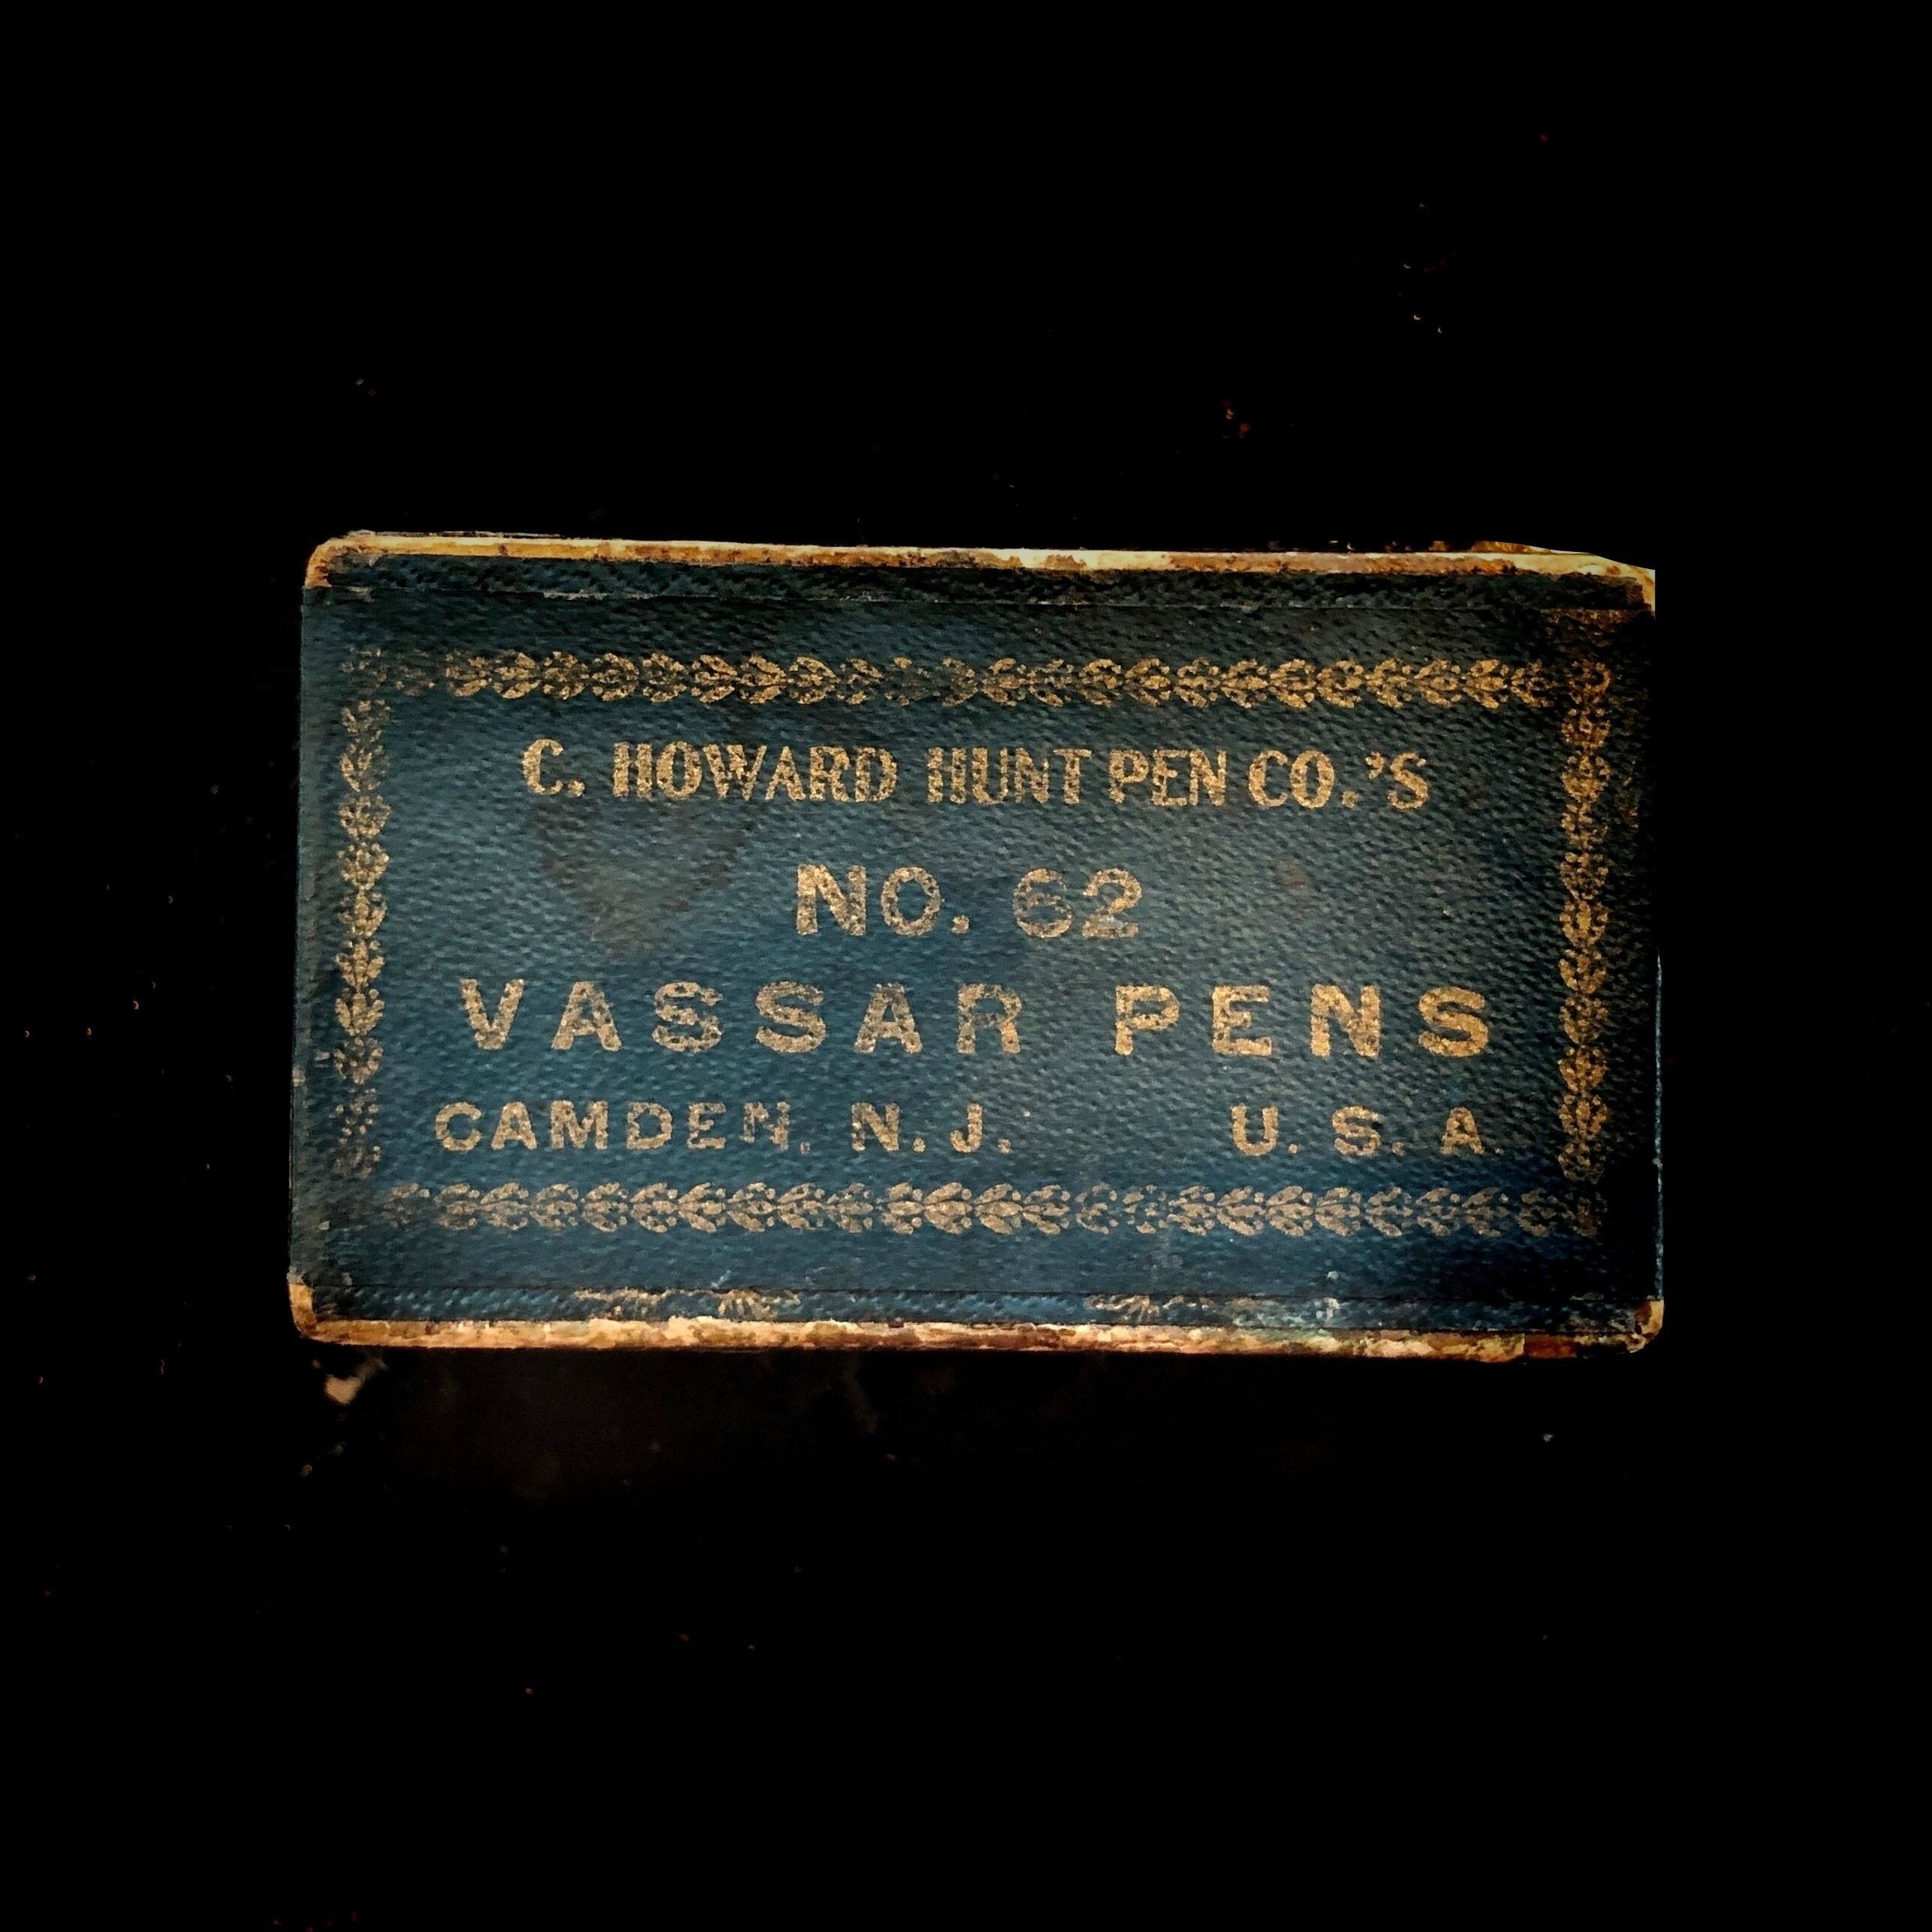 C. HOWARD HUNT PEN CO.'S
NO. 62
VASSAR PENS
CAMDEN, N. J. U. S. A.